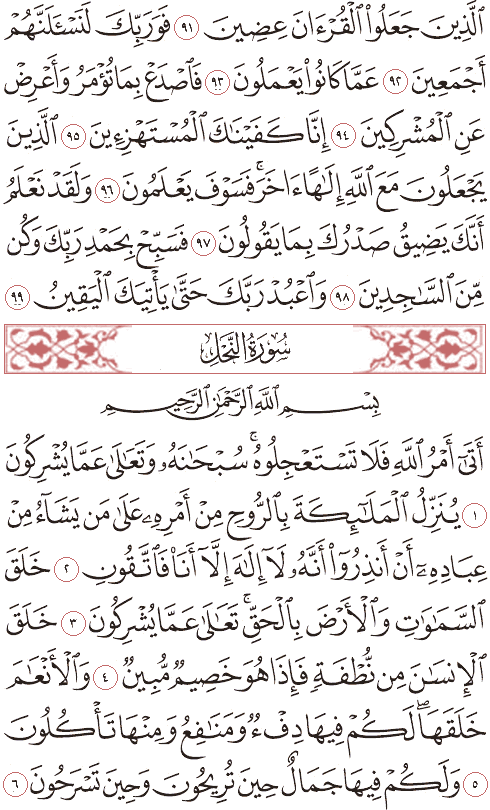 ٱلَّذِينَ جَعَلُوا۟ ٱلْقُرْءَانَ عِضِينَ ٩١ فَوَرَبِّكَ لَنَسْـَٔلَنَّهُمْ
أَجْمَعِينَ ٩٢ عَمَّا كَانُوا۟ يَعْمَلُونَ ٩٣ فَٱصْدَعْ بِمَا تُؤْمَرُ وَأَعْرِضْ
عَنِ ٱلْمُشْرِكِينَ ٩٤ إِنَّا كَفَيْنَـٰكَ ٱلْمُسْتَهْزِءِينَ ٩٥ ٱلَّذِينَ
يَجْعَلُونَ مَعَ ٱللَّهِ إِلَـٰهًا ءَاخَرَ ۚ فَسَوْفَ يَعْلَمُونَ ٩٦ وَلَقَدْ نَعْلَمُ
أَنَّكَ يَضِيقُ صَدْرُكَ بِمَا يَقُولُونَ ٩٧ فَسَبِّحْ بِحَمْدِ رَبِّكَ وَكُن
مِّنَ ٱلسَّـٰجِدِينَ ٩٨ وَٱعْبُدْ رَبَّكَ حَتَّىٰ يَأْتِيَكَ ٱلْيَقِينُ ٩٩
سُورَةُ النَّحْلِ
بِسْمِ ٱللَّهِ ٱلرَّحْمَـٰنِ ٱلرَّحِيمِ
أَتَىٰٓ أَمْرُ ٱللَّهِ فَلَا تَسْتَعْجِلُوهُ ۚ سُبْحَـٰنَهُۥ وَتَعَـٰلَىٰ عَمَّا يُشْرِكُونَ
١ يُنَزِّلُ ٱلْمَلَـٰٓئِكَةَ بِٱلرُّوحِ مِنْ أَمْرِهِۦ عَلَىٰ مَن يَشَآءُ مِنْ
عِبَادِهِۦٓ أَنْ أَنذِرُوٓا۟ أَنَّهُۥ لَآ إِلَـٰهَ إِلَّآ أَنَا۠ فَٱتَّقُونِ ٢ خَلَقَ
ٱلسَّمَـٰوَٰتِ وَٱلْأَرْضَ بِٱلْحَقِّ ۚ تَعَـٰلَىٰ عَمَّا يُشْرِكُونَ ٣ خَلَقَ
ٱلْإِنسَـٰنَ مِن نُّطْفَةٍ فَإِذَا هُوَ خَصِيمٌ مُّبِينٌ ٤ وَٱلْأَنْعَـٰمَ
خَلَقَهَا ۗ لَكُمْ فِيهَا دِفْءٌ وَمَنَـٰفِعُ وَمِنْهَا تَأْكُلُونَ
٥ وَلَكُمْ فِيهَا جَمَالٌ حِينَ تُرِيحُونَ وَحِينَ تَسْرَحُونَ ٦